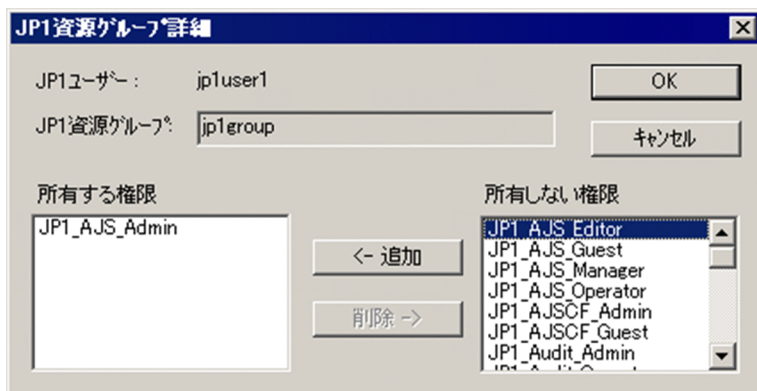 JP1資源グループ詳細
JP1ユーザー:
jp1user1
OK
JP1資源グループ:
jp1group
キャンセル
所有する権限
所有しない権限
JP1_AJS_Admin
<- 追加
削除 ->
JP1_AJS_Editor
JP1_AJS_Guest
JP1_AJS_Manager
JP1_AJS_Operator
JP1_AJSCF_Admin
JP1_AJSCF_Guest
JP1_Audit_Admin